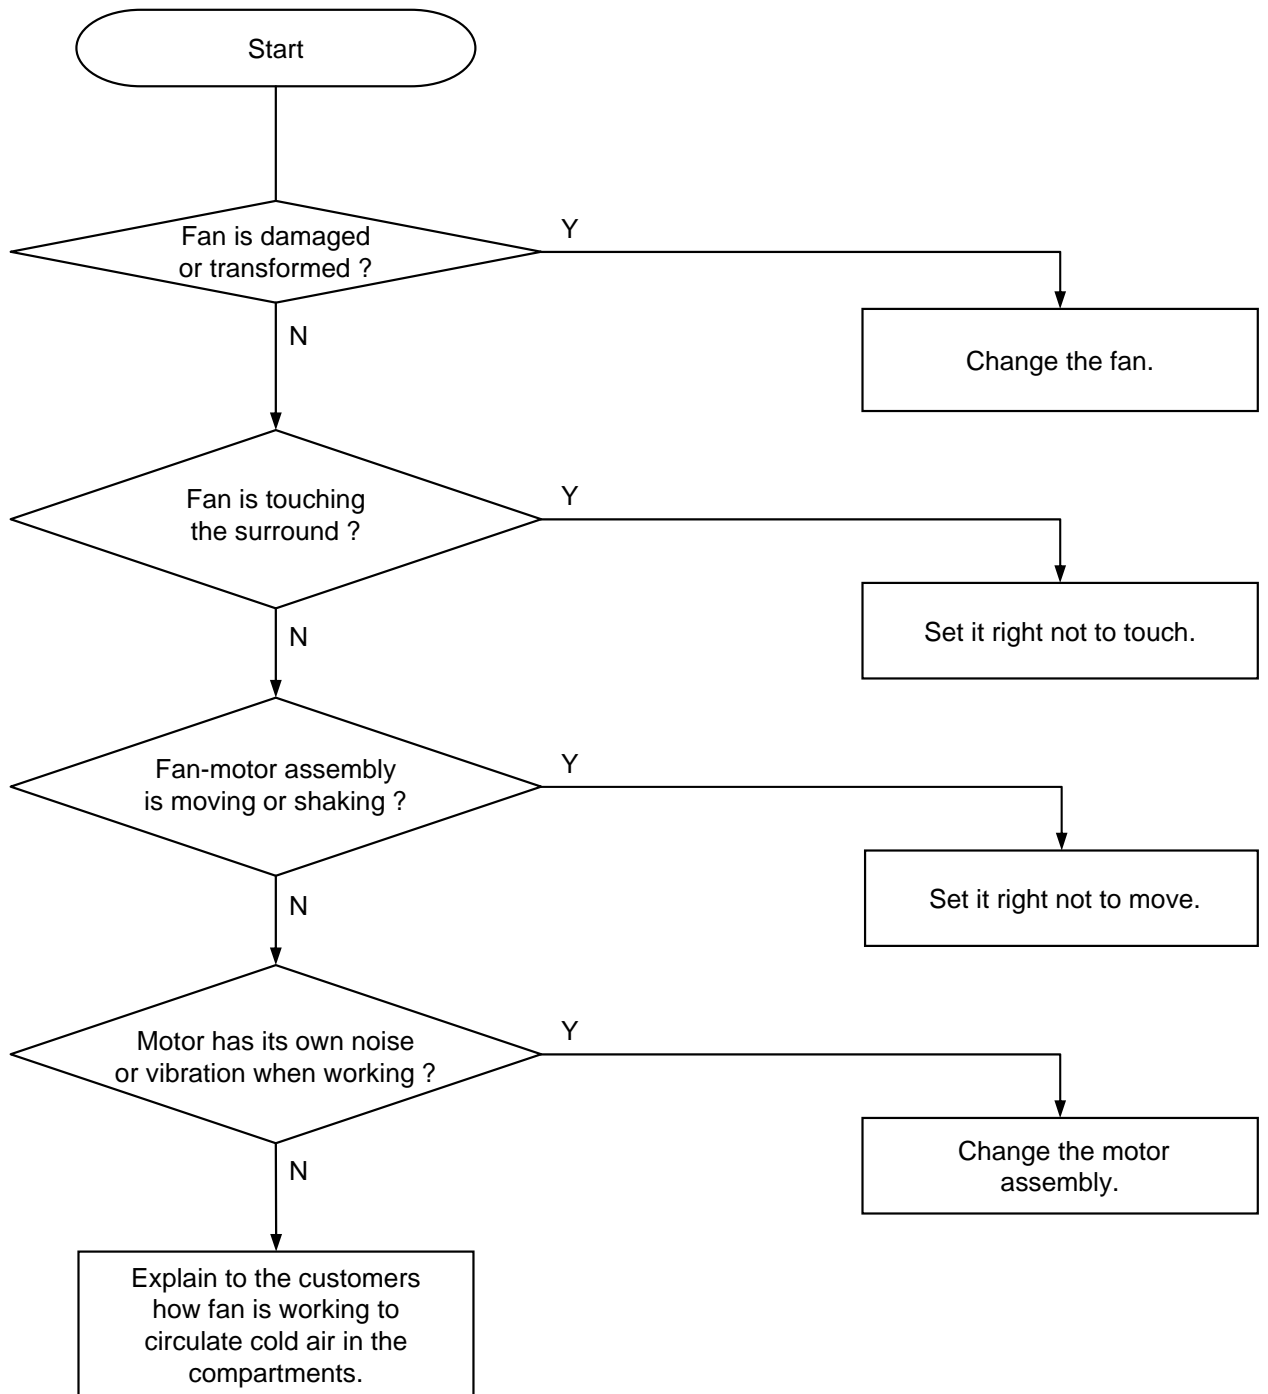 Start
Fan is damaged
or transformed ?
Y
Change the fan.
N
Fan is touching
the surround ?
Y
Set it right not to touch.
N
Fan-motor assembly
is moving or shaking ?
Y
Set it right not to move.
N
Motor has its own noise
or vibration when working ?
Y
Change the motor
assembly.
N
Explain to the customers
how fan is working to
circulate cold air in the
compartments.